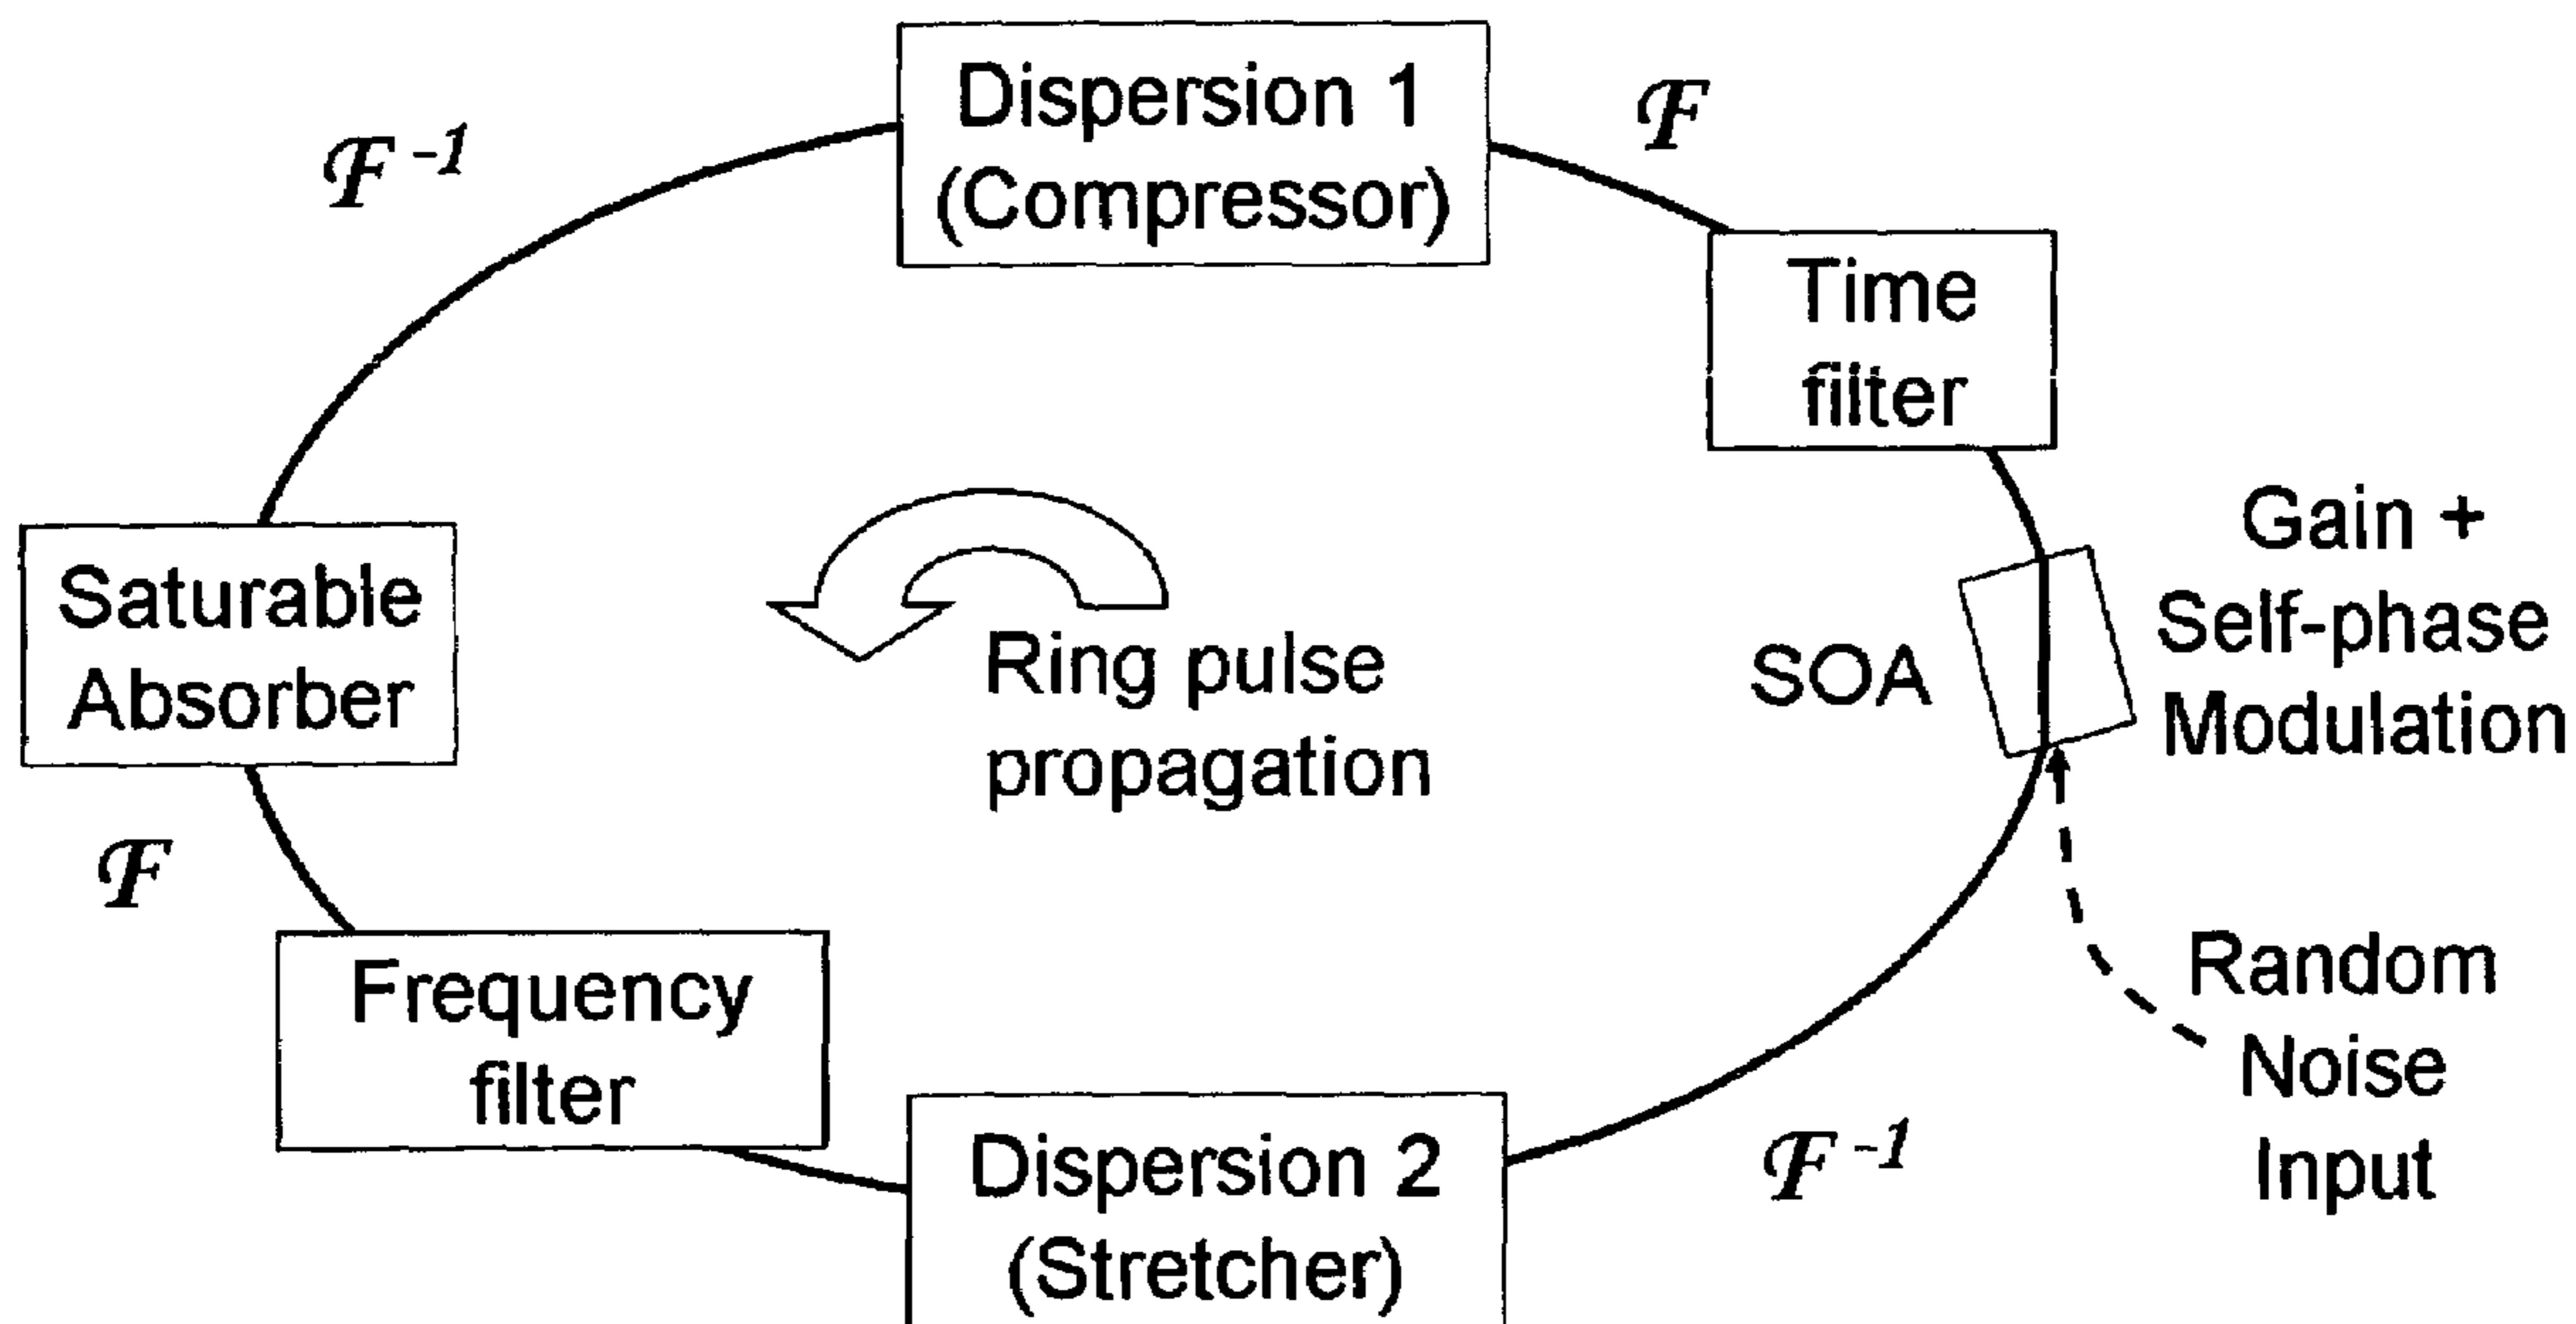 Dispersion 1
(Compressor)
ℱ
ℱ -1
Time
filter
Gain +
Self-phase
Modulation
SOA
Saturable
Absorber
Ring pulse
propagation
ℱ
Frequency
filter
Random
Noise
Input
Dispersion 2
(Stretcher)
ℱ -1